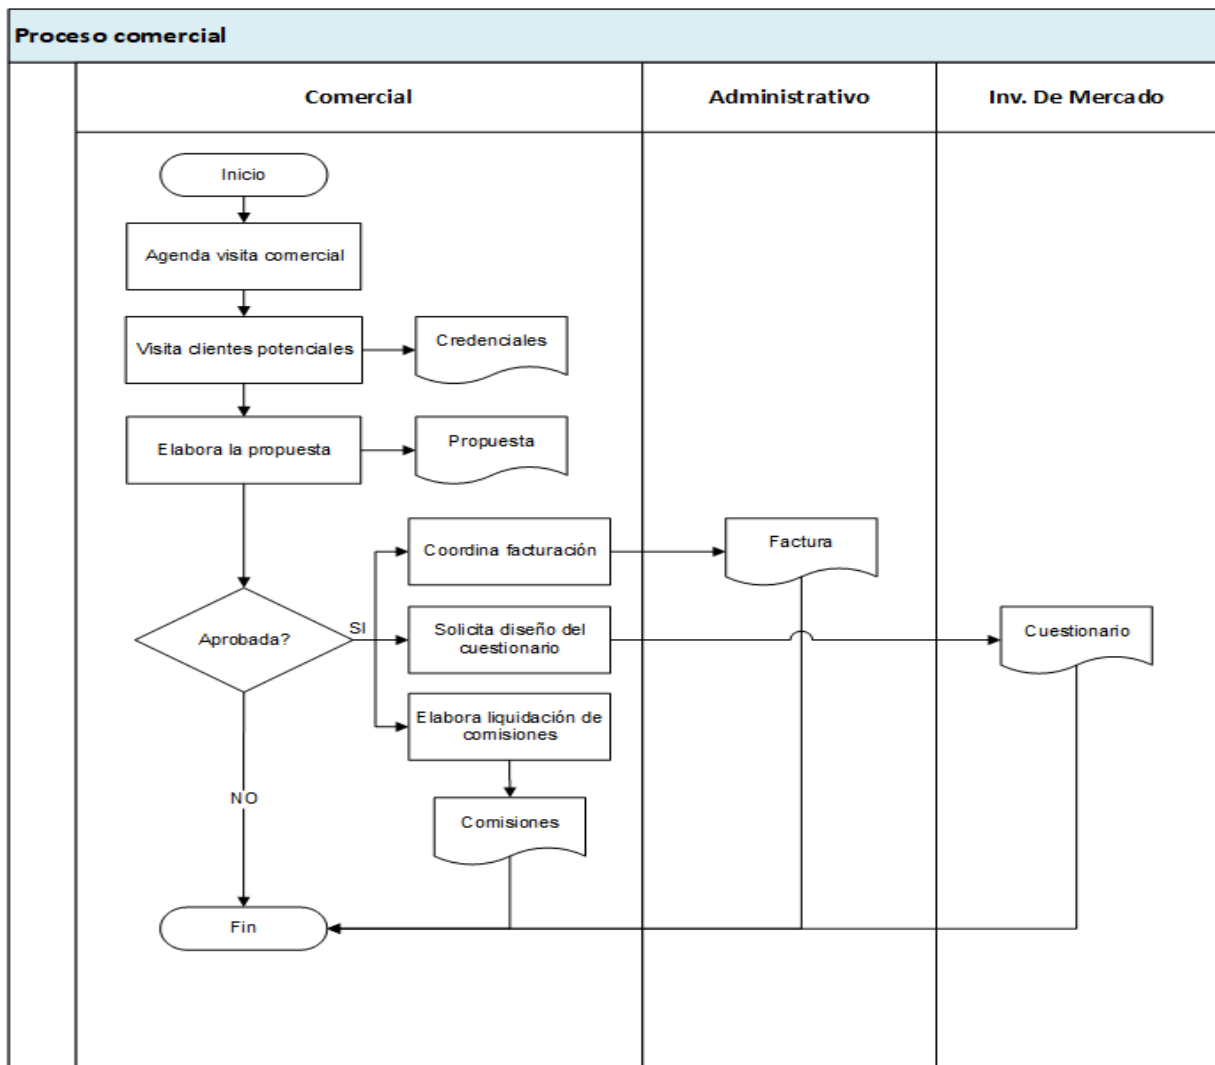 Proceso comercial
Comercial
Administrativo
Inv. De Mercado
Inicio
Agenda visita comercial
Visita clientes potenciales
Credenciales
Elabora la propuesta
Propuesta
Coordina facturación
Factura
Aprobada?
SI
Solicita diseño del
cuestionario
Cuestionario
Elabora liquidación de
comisiones
NO
Comisiones
Fin